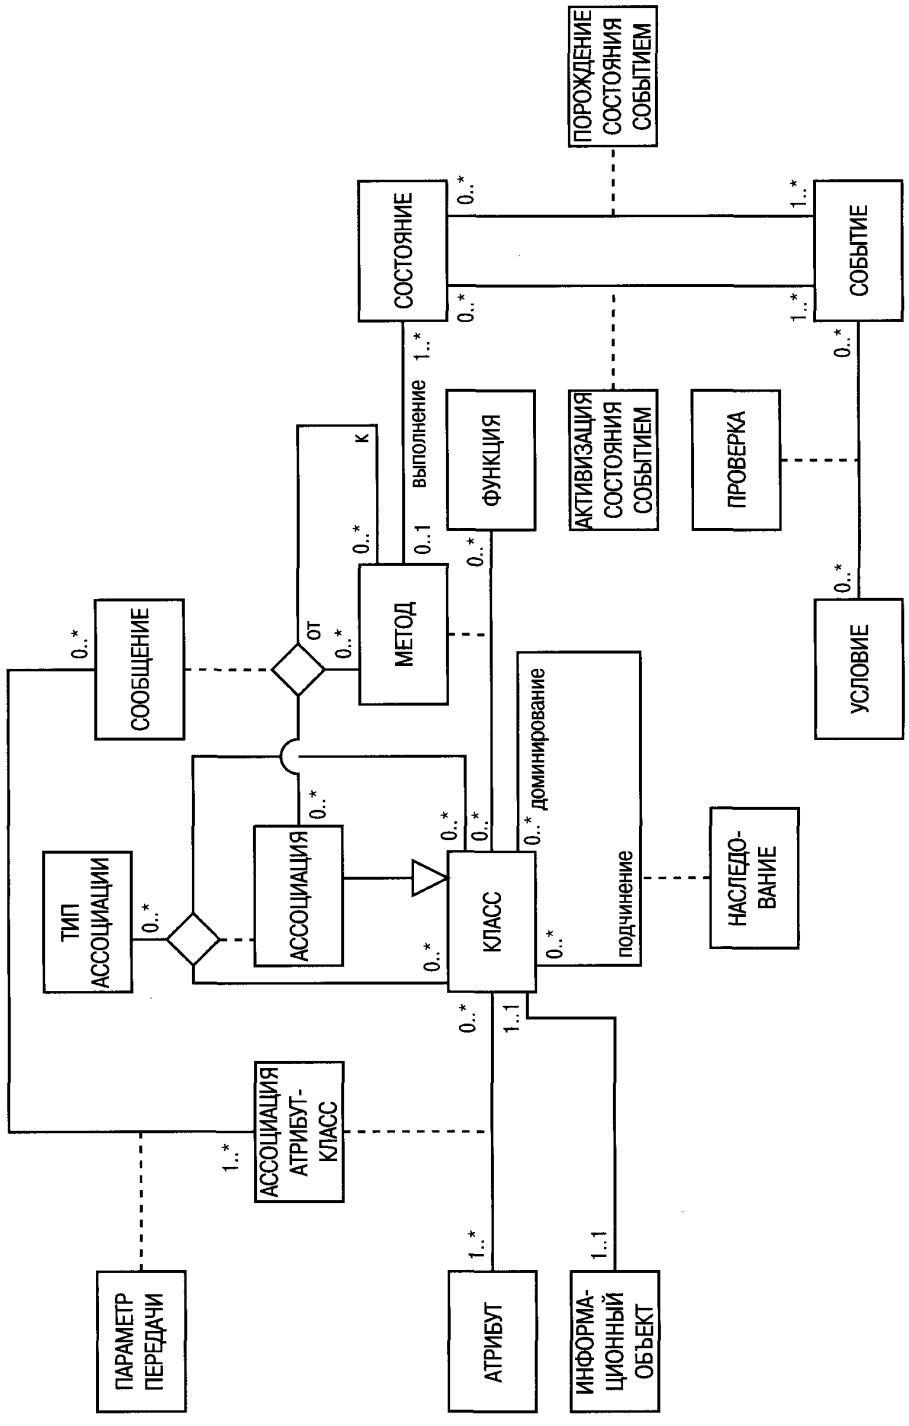 ПАРАМЕТР
ПЕРЕДАЧИ
ТИП
АССОЦИАЦИИ
0..*
СООБЩЕНИЕ
0..*
АССОЦИАЦИЯ
АТРИБУТ-
КЛАСС
1..*
АССОЦИАЦИЯ
0..*
от
к
0..*
0..*
МЕТОД
0..1
выполнение
1..*
СОСТОЯНИЕ
0..*
0..*
АТРИБУТ
1..*
0..*
1..1
КЛАСС
0..*
0..*
0..*
0..*
ФУНКЦИЯ
0..*
доминирование
0..*
подчинение
ИНФОРМА-
ЦИОННЫЙ
ОБЪЕКТ
1..1
НАСЛЕДО-
ВАНИЕ
АКТИВИЗАЦИЯ
СОСТОЯНИЯ
СОБЫТИЕМ
ПОРОЖДЕНИЕ
СОСТОЯНИЯ
СОБЫТИЕМ
ПРОВЕРКА
УСЛОВИЕ
0..*
0..*
1..*
1..*
СОБЫТИЕ